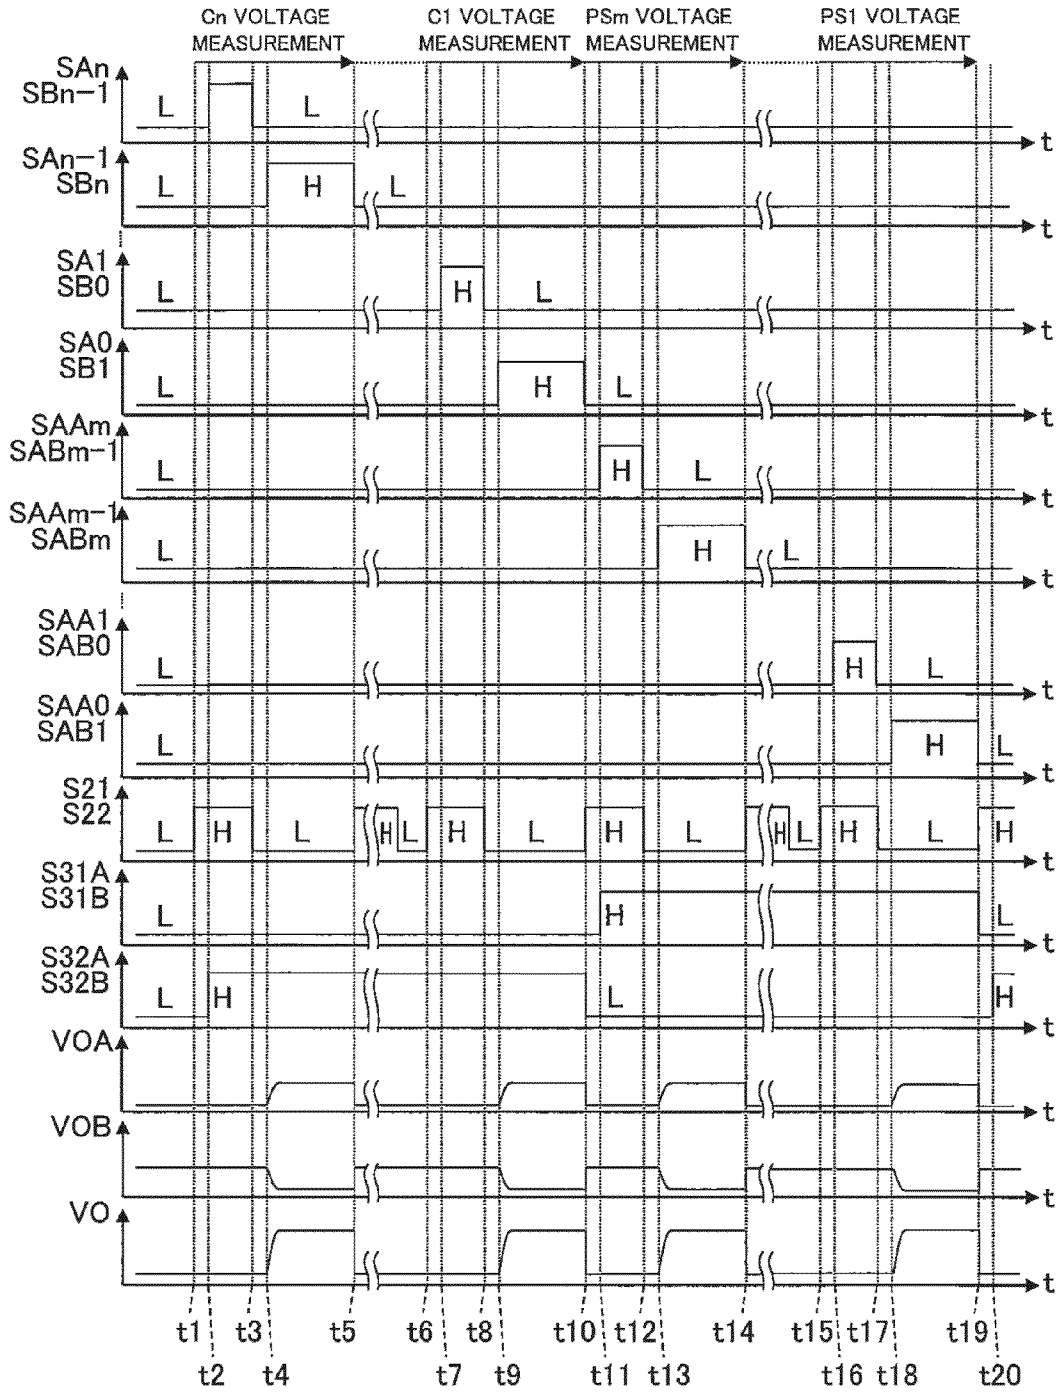 Cn VOLTAGE
MEASUREMENT
C1 VOLTAGE
MEASUREMENT
PSm VOLTAGE
MEASUREMENT
PS1 VOLTAGE
MEASUREMENT
SAn
SBn-1
L L
t
SAn-1
SBn
L H L
t
SA1
SB0
L H L
t
SA0
SB1
L H L
t
SAAm
SABm-1
L H L
t
SAAm-1
SABm
L H L
t
SAA1
SAB0
L H L
t
SAA0
SAB1
L H L
t
S21
S22
L H L H L H L H L H L H L H
t
S31A
S31B
L H L
t
S32A
S32B
L H L H
t
VOA
t
VOB
t
VO
t
t1 t3 t5 t6 t8 t10 t12 t14 t15 t17 t19
t2 t4 t7 t9 t11 t13 t16 t18 t20